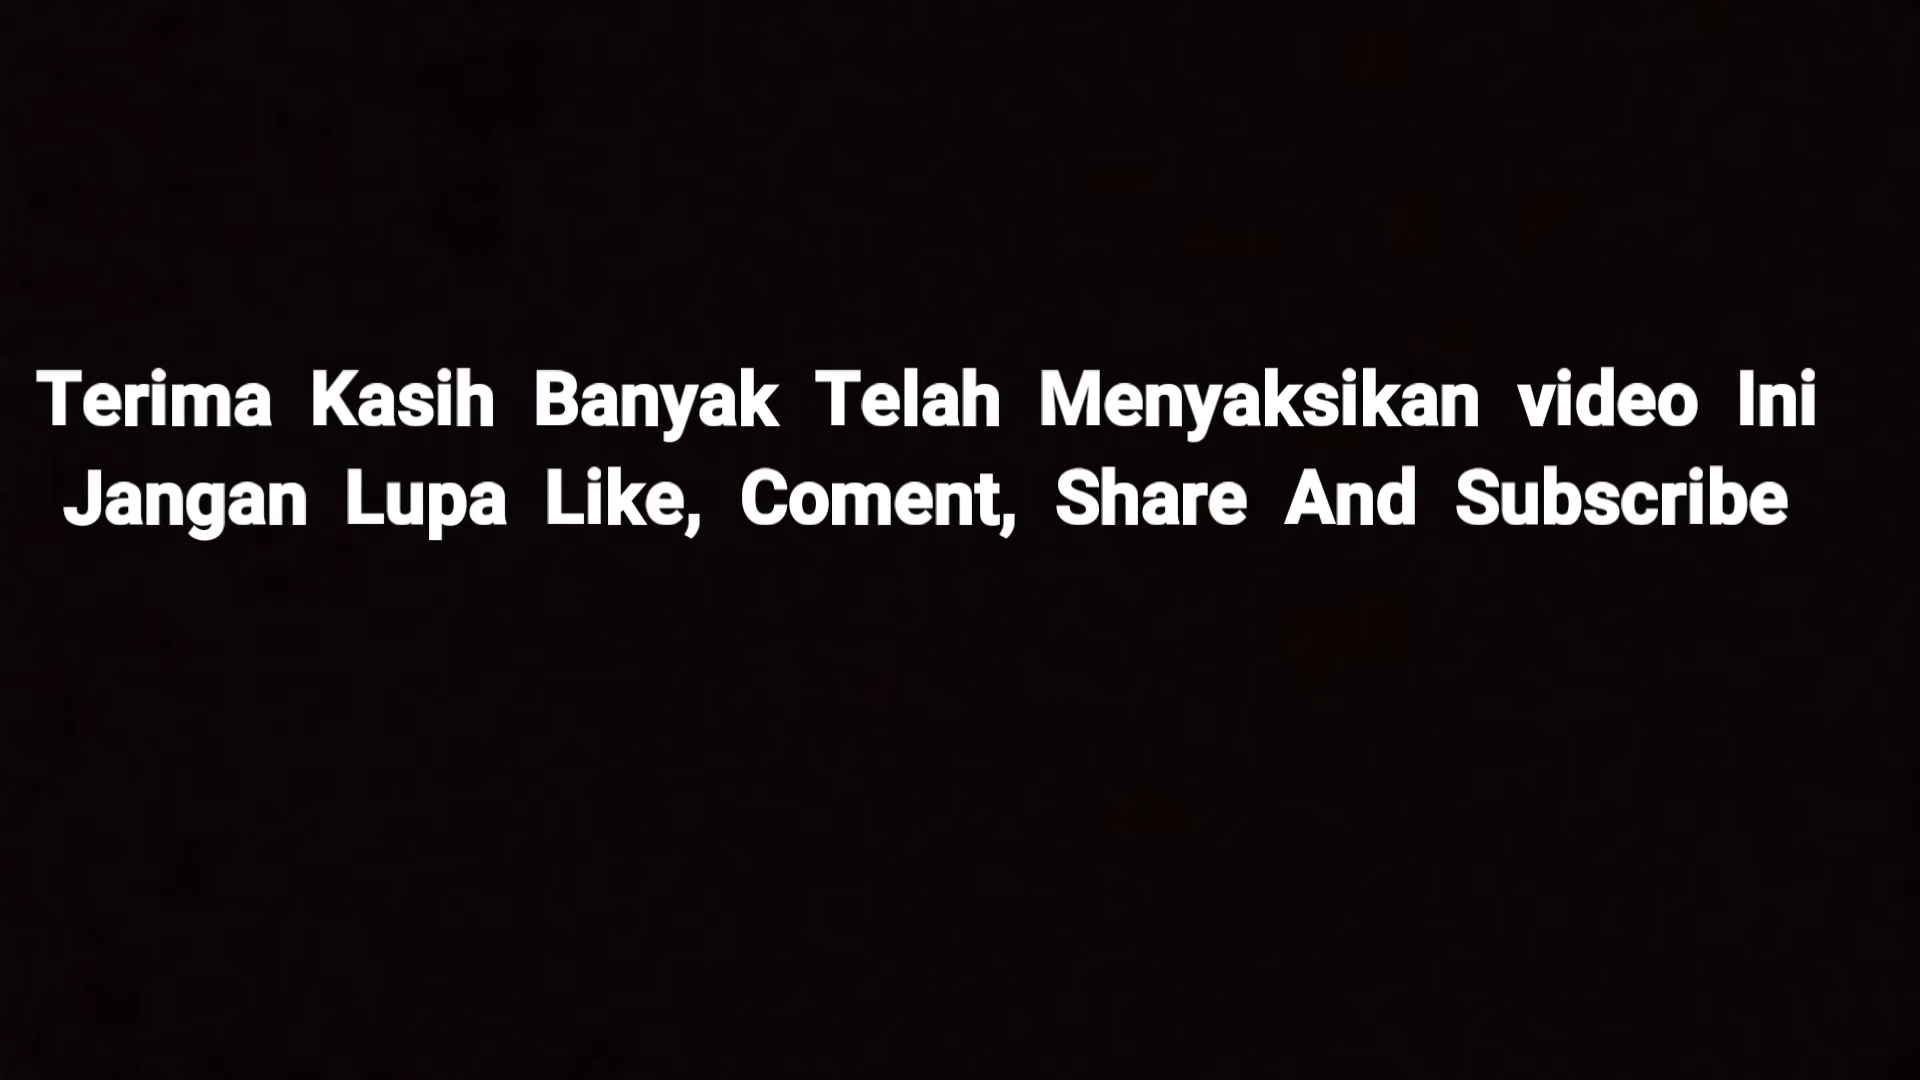 Terima Kasih Banyak Telah Menyaksikan video Ini
Jangan Lupa Like, Coment, Share And Subscribe